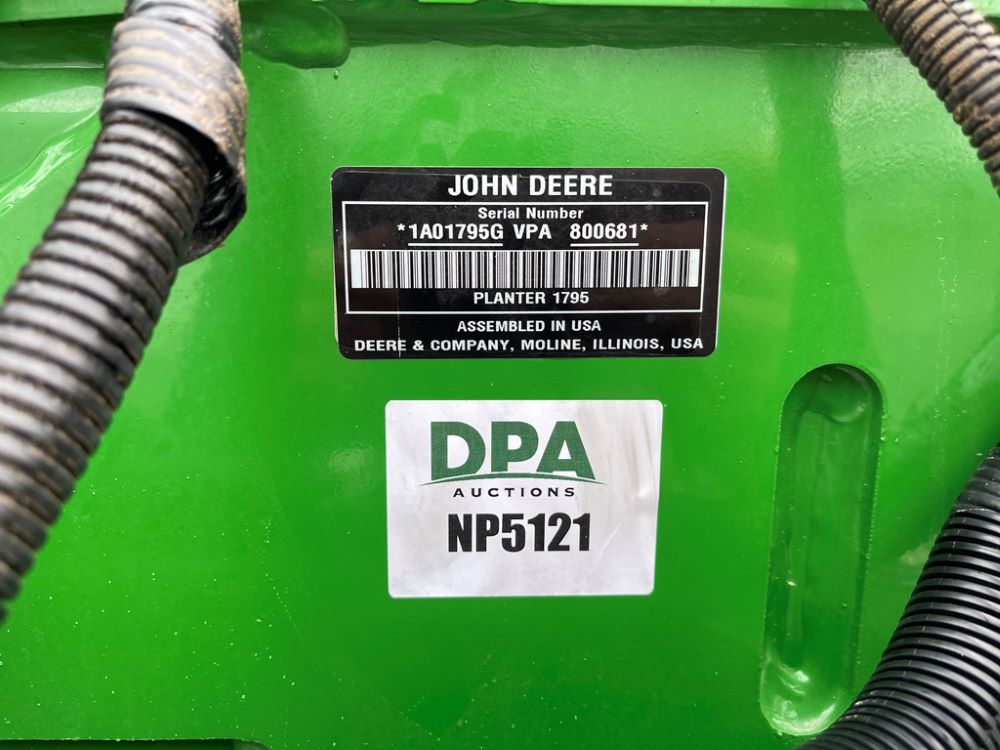 JOHN DEERE
Serial Number
*1A01795G VPA 800681*
PLANTER 1795
ASSEMBLED IN USA
DEERE & COMPANY, MOLINE, ILLINOIS, USA
DPA
AUCTIONS
NP5121